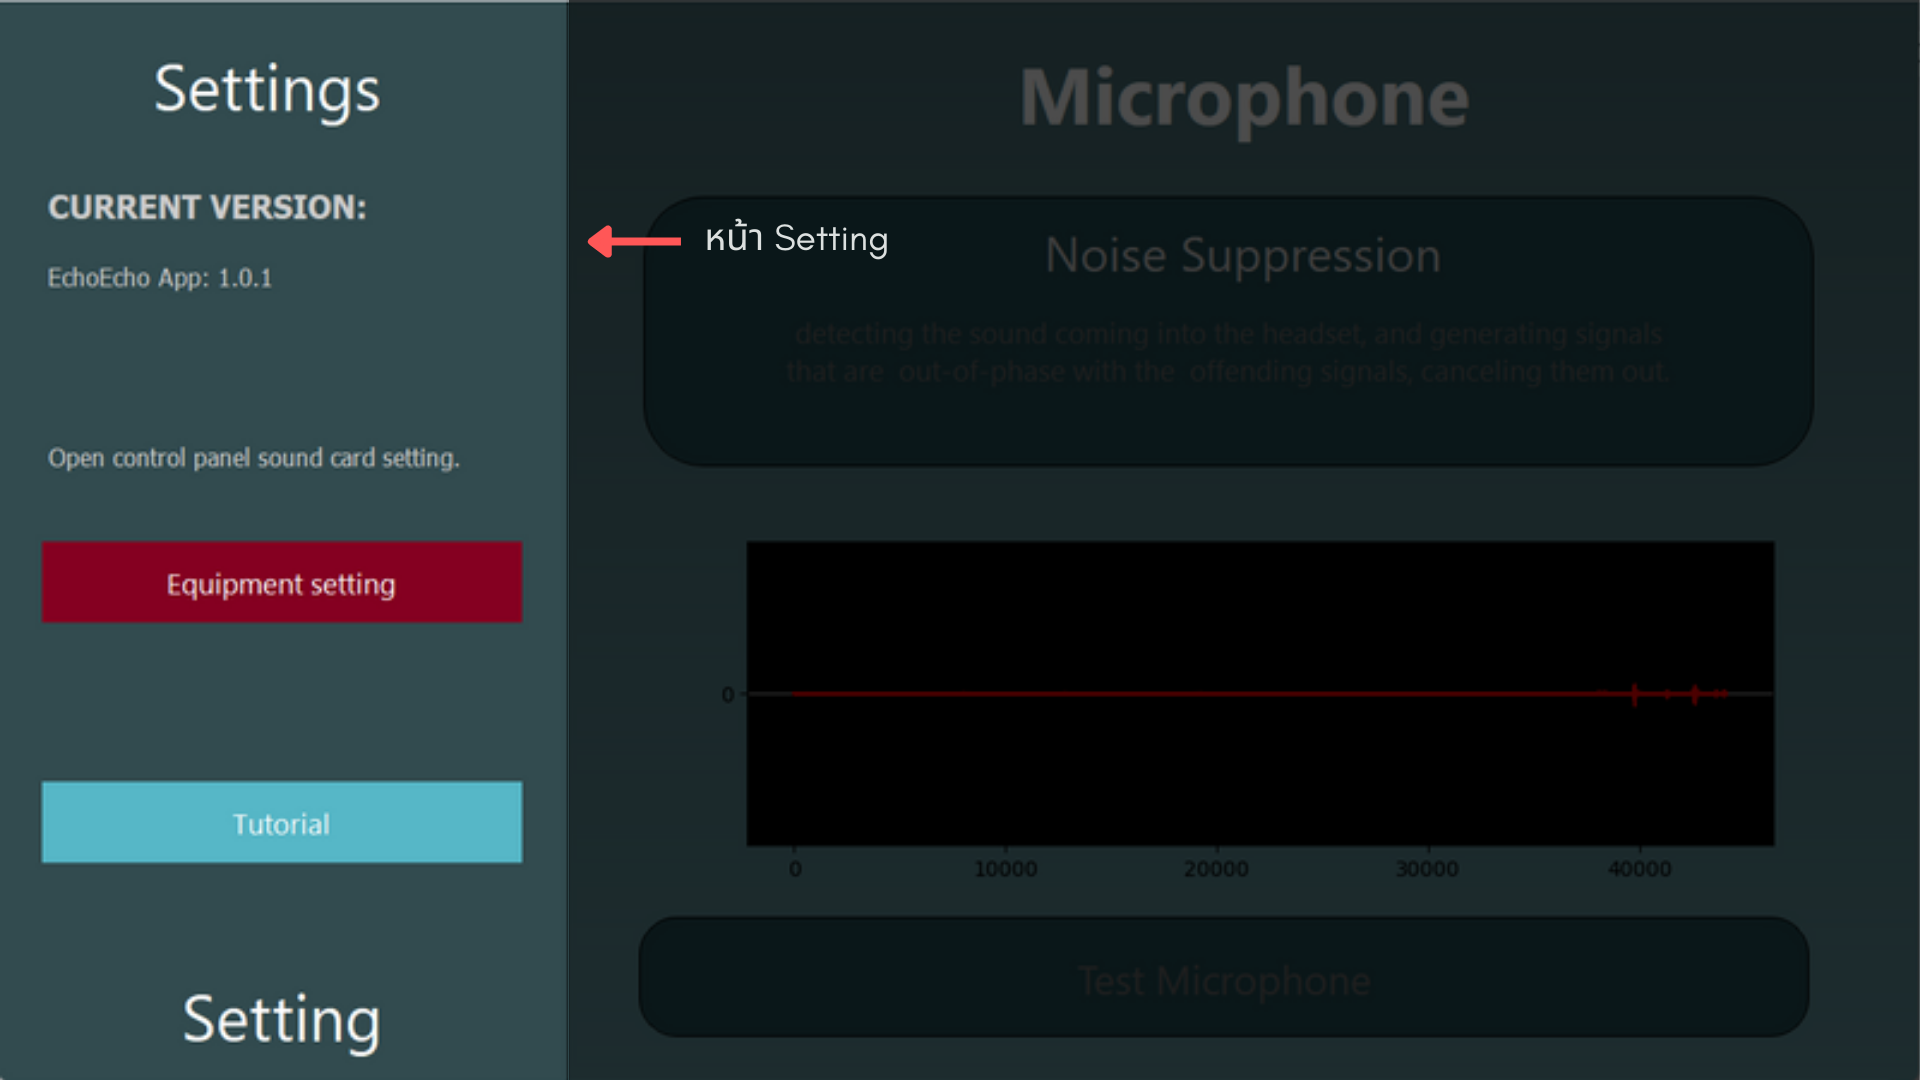 Settings
CURRENT VERSION:
EchoEcho App: 1.0.1
Open control panel sound card setting.
Equipment setting
Tutorial
Setting
หน้า Setting
Microphone
Noise Suppression
detecting the sound coming into the headset, and generating signals
that are out-of-phase with the offending signals, canceling them out.
0
0 10000 20000 30000 40000
Test Microphone